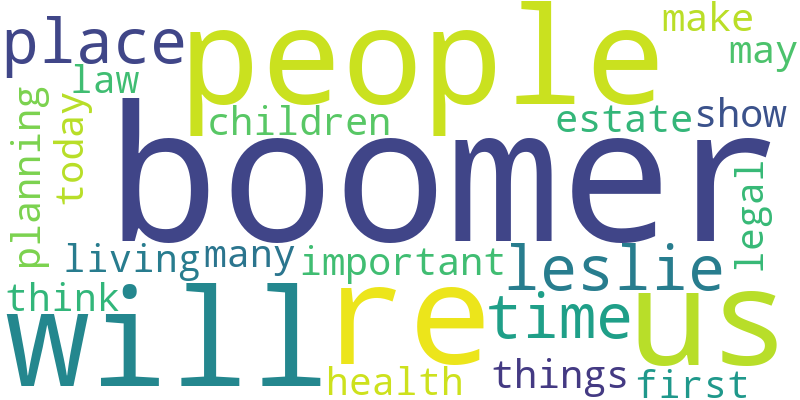 place
people
make
may
law
planning
today
children
estate
show
boomer
legal
living
many
important
leslie
think
will
re
time
us
health
things
first